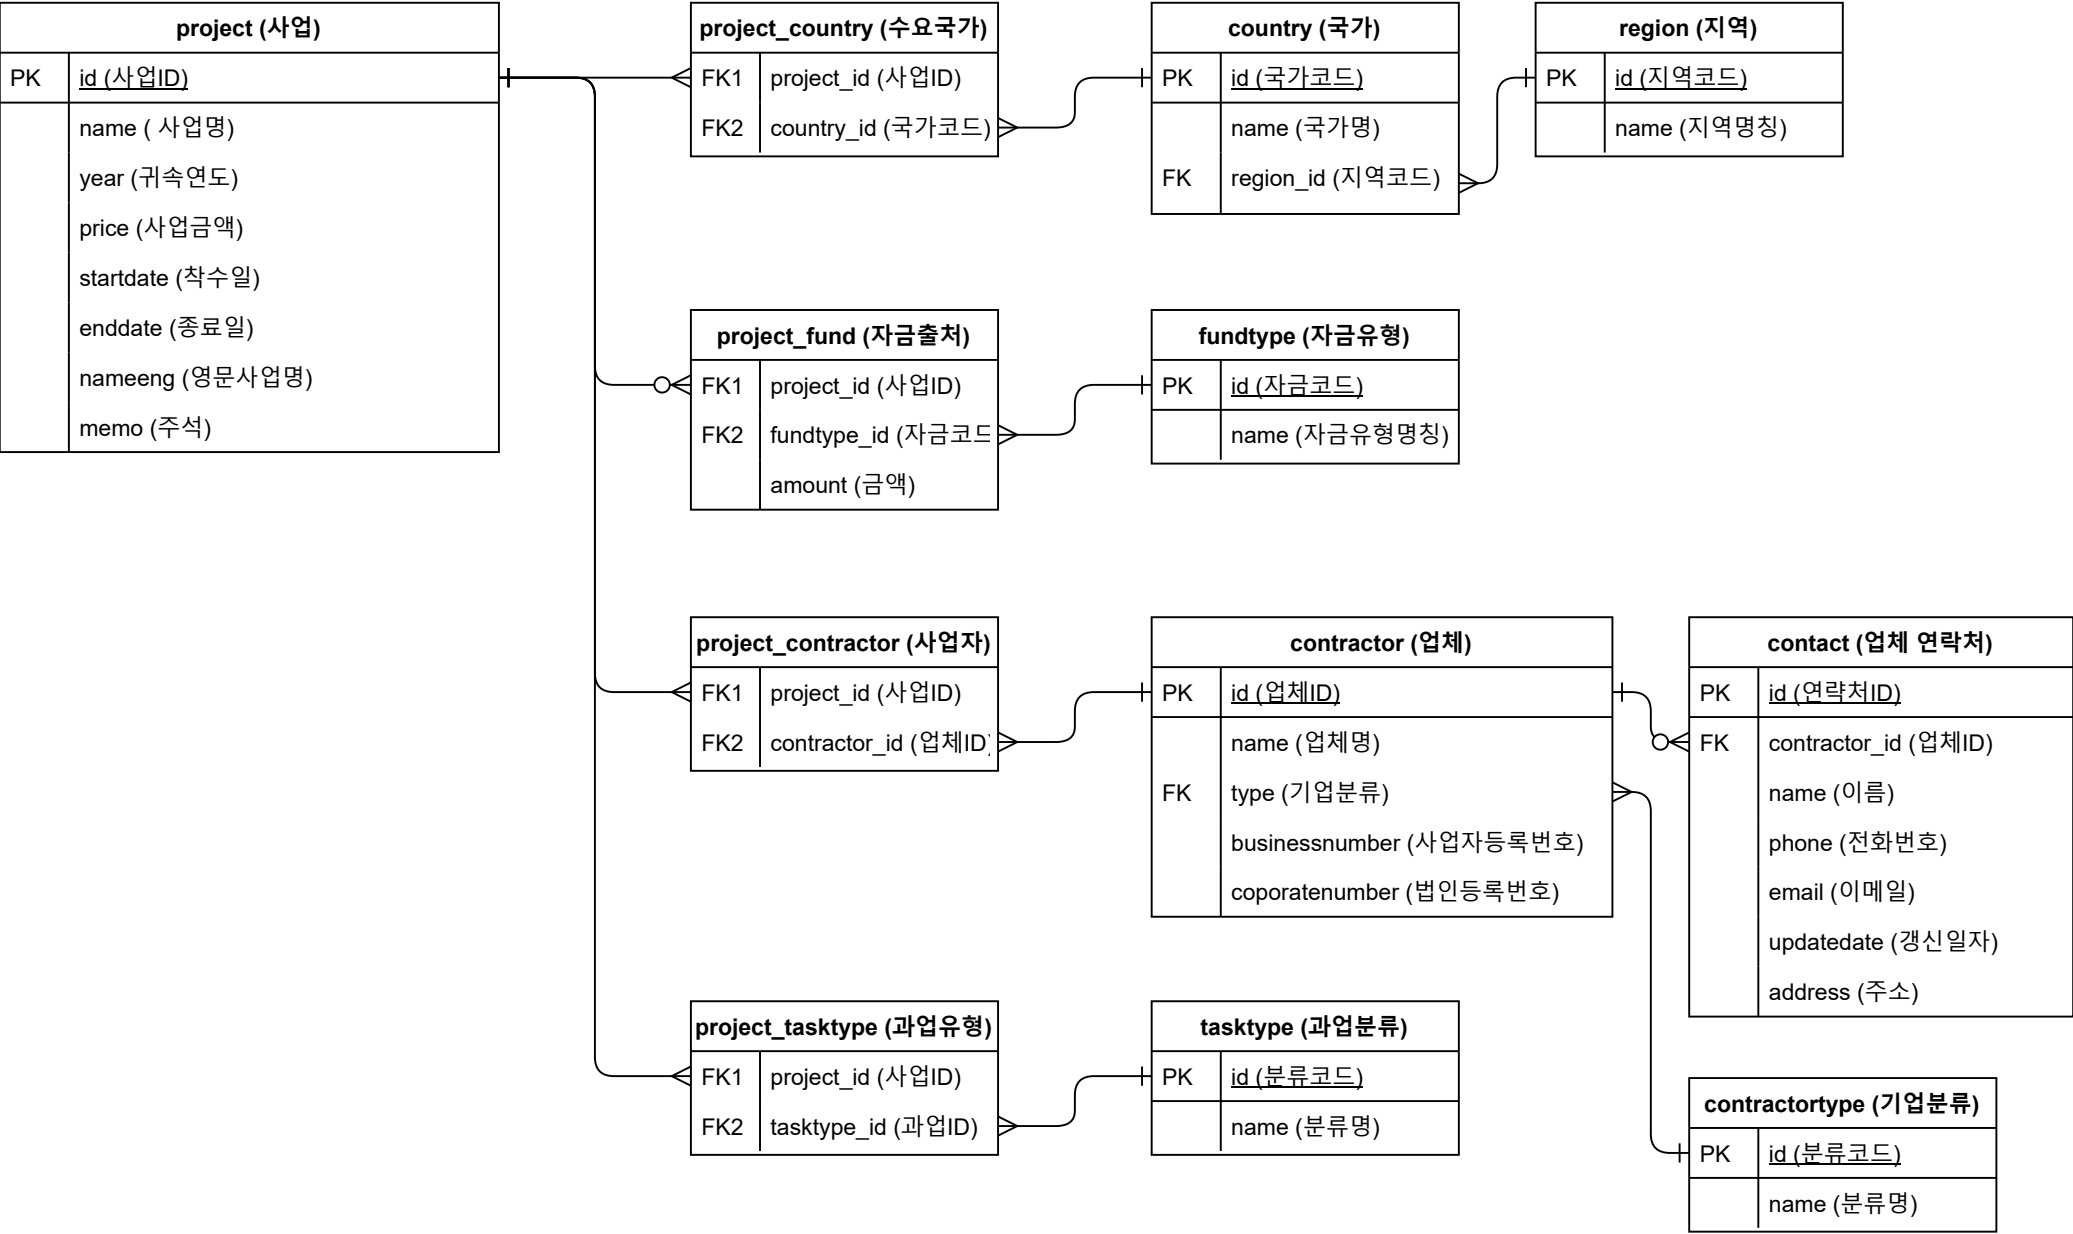 project (사업)
PK id (사업ID)
name ( 사업명)
year (귀속연도)
price (사업금액)
startdate (착수일)
enddate (종료일)
nameeng (영문사업명)
memo (주석)
project_country (수요국가)
FK1 project_id (사업ID)
FK2 country_id (국가코드)
country (국가)
PK id (국가코드)
name (국가명)
FK region_id (지역코드)
region (지역)
PK id (지역코드)
name (지역명칭)
project_fund (자금출처)
FK1 project_id (사업ID)
FK2 fundtype_id (자금코드
amount (금액)
fundtype (자금유형)
PK id (자금코드)
name (자금유형명칭)
project_contractor (사업자)
FK1 project_id (사업ID)
FK2 contractor_id (업체ID)
contractor (업체)
PK id (업체ID)
name (업체명)
FK type (기업분류)
businessnumber (사업자등록번호)
coporatenumber (법인등록번호)
contact (업체 연락처)
PK id (연락처ID)
FK contractor_id (업체ID)
name (이름)
phone (전화번호)
email (이메일)
updatedate (갱신일자)
address (주소)
project_tasktype (과업유형)
FK1 project_id (사업ID)
FK2 tasktype_id (과업ID)
tasktype (과업분류)
PK id (분류코드)
name (분류명)
contractortype (기업분류)
PK id (분류코드)
name (분류명)